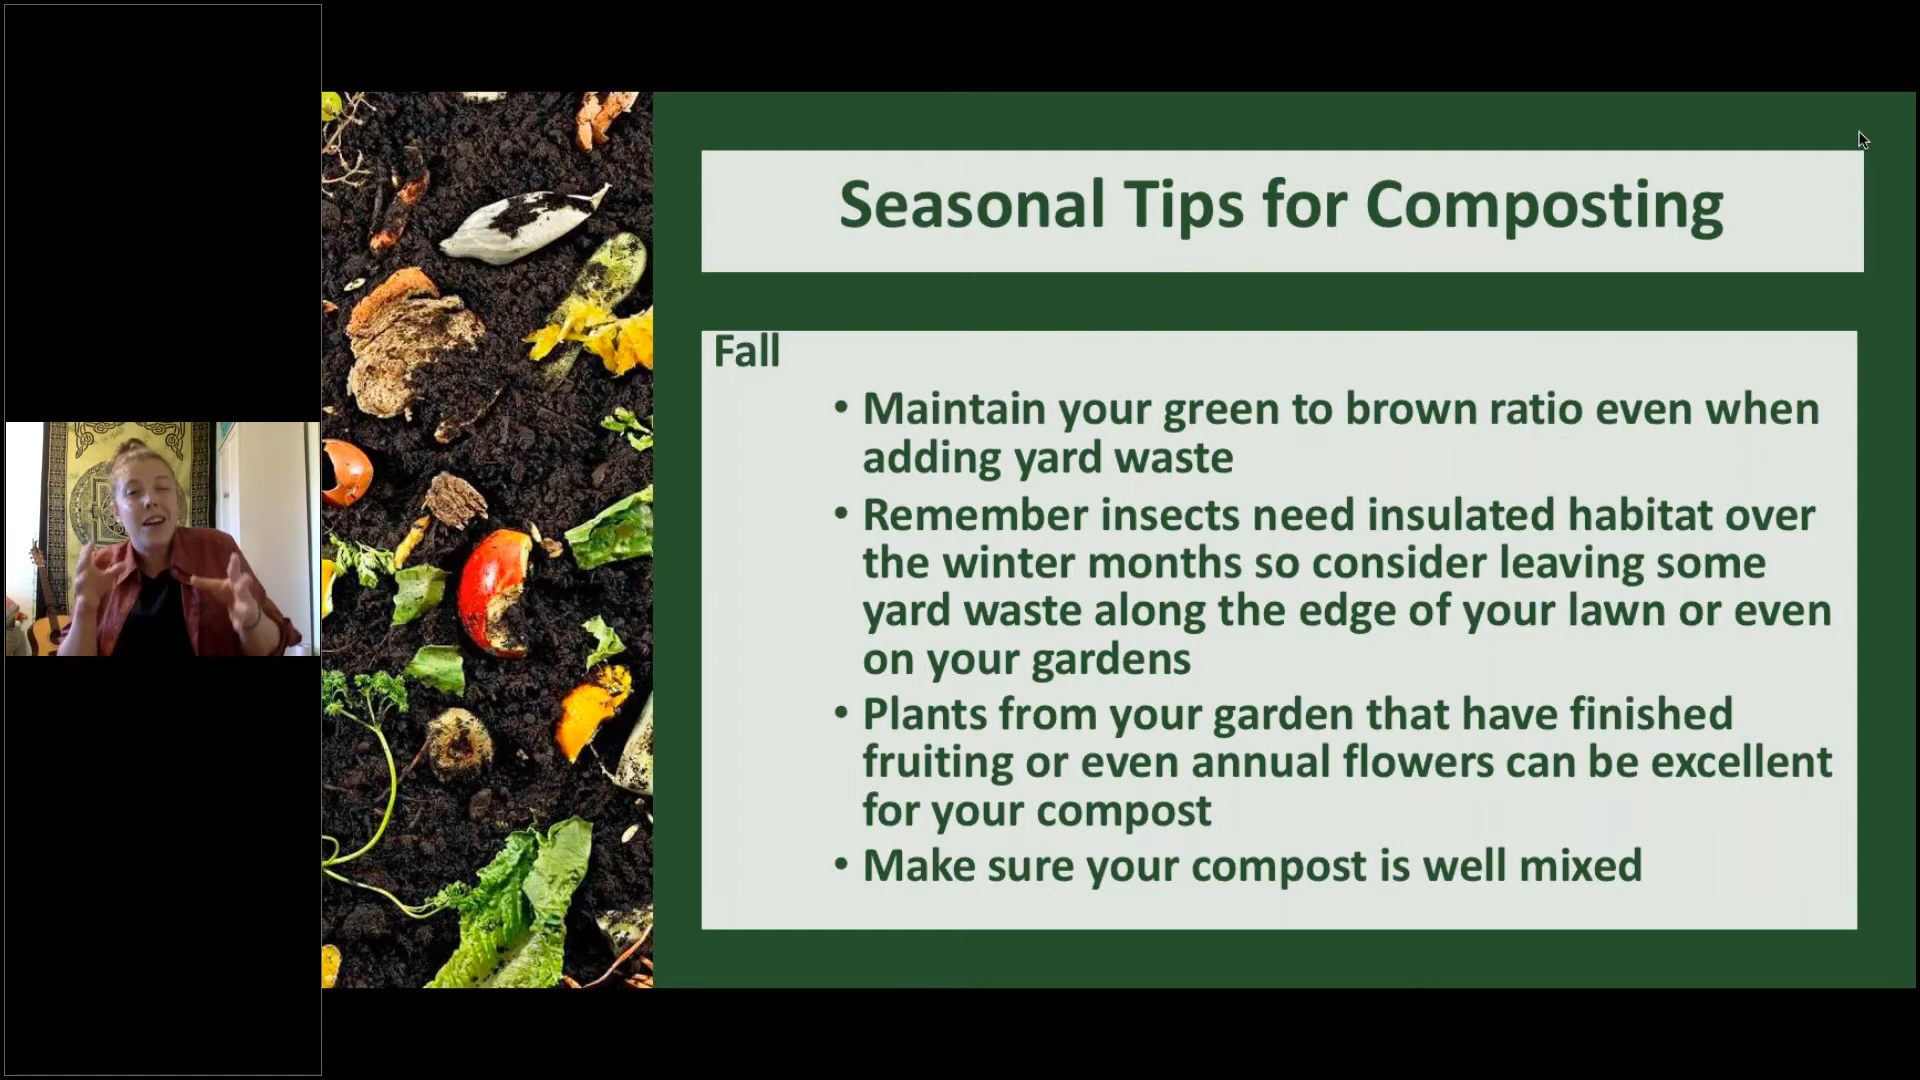 Seasonal Tips for Composting
Fall
• Maintain your green to brown ratio even when
adding yard waste
• Remember insects need insulated habitat over
the winter months so consider leaving some
yard waste along the edge of your lawn or even
on your gardens
• Plants from your garden that have finished
fruiting or even annual flowers can be excellent
for your compost
• Make sure your compost is well mixed